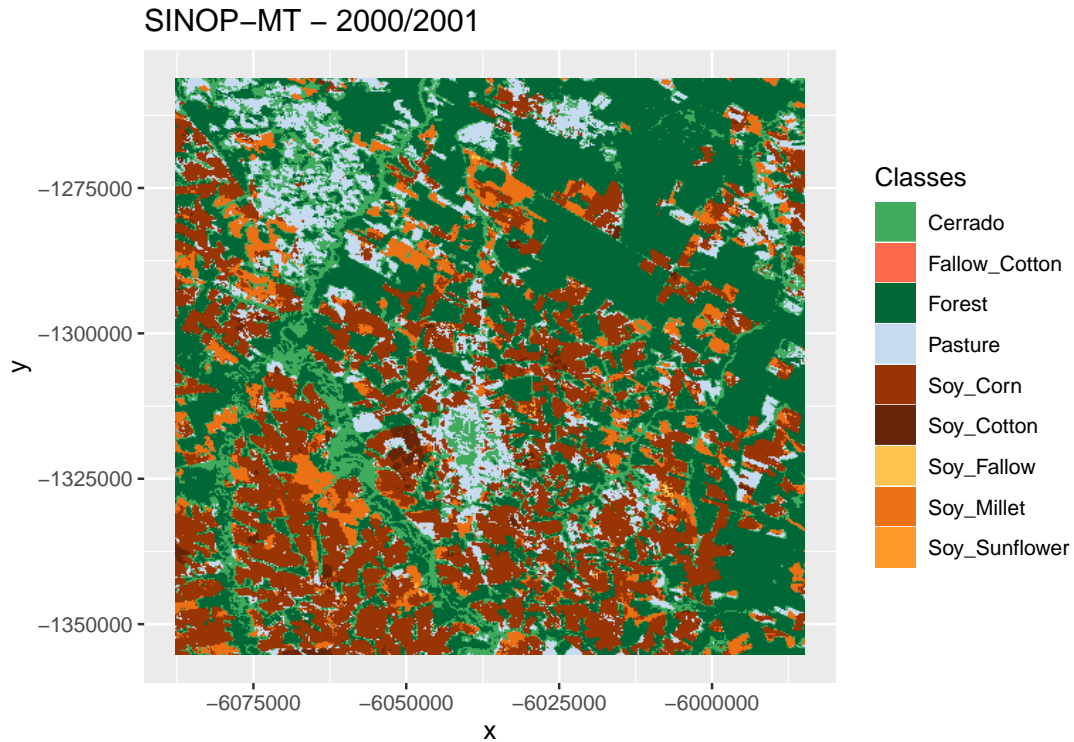 SINOP−MT − 2000/2001
−1275000
−1300000
−1325000
−1350000
y
−6075000 −6050000 −6025000 −6000000
x
Classes
Cerrado
Fallow_Cotton
Forest
Pasture
Soy_Corn
Soy_Cotton
Soy_Fallow
Soy_Millet
Soy_Sunflower